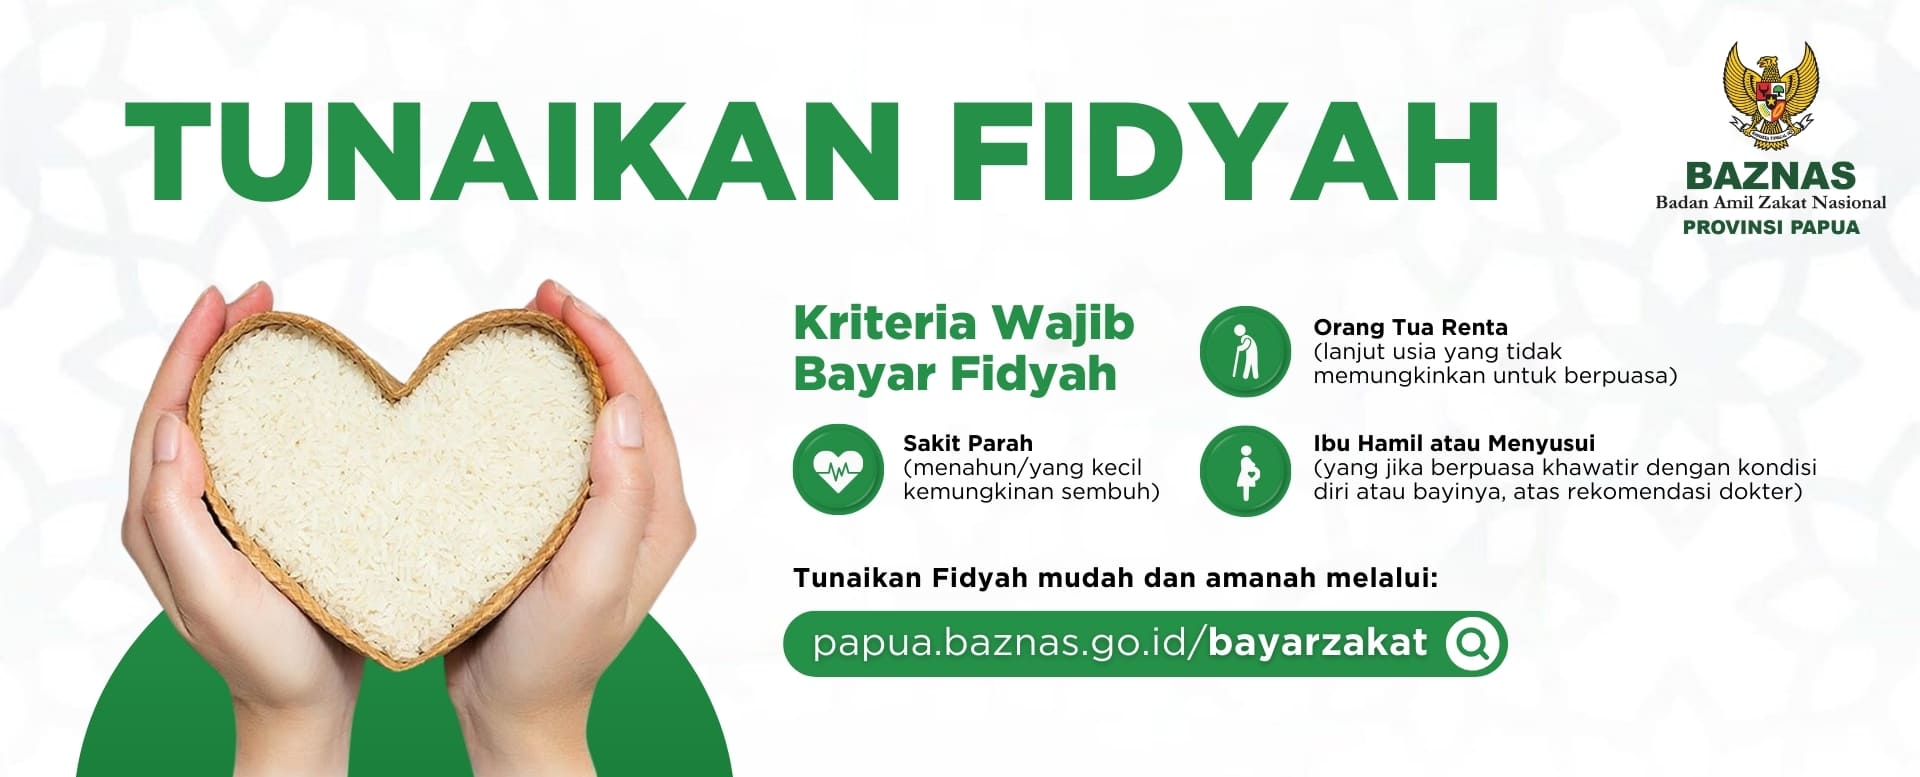 TUNAIKAN FIDYAH
BAZNAS
Badan Amil Zakat Nasional
PROVINSI PAPUA
Kriteria Wajib
Bayar Fidyah
Sakit Parah
(menahun/yang kecil
kemungkinan sembuh)
Orang Tua Renta
(lanjut usia yang tidak
memungkinkan untuk berpuasa)
Ibu Hamil atau Menyusui
(yang jika berpuasa khawatir dengan kondisi
diri atau bayinya, atas rekomendasi dokter)
Tunaikan Fidyah mudah dan amanah melalui:
papua.baznas.go.id/bayarzakat